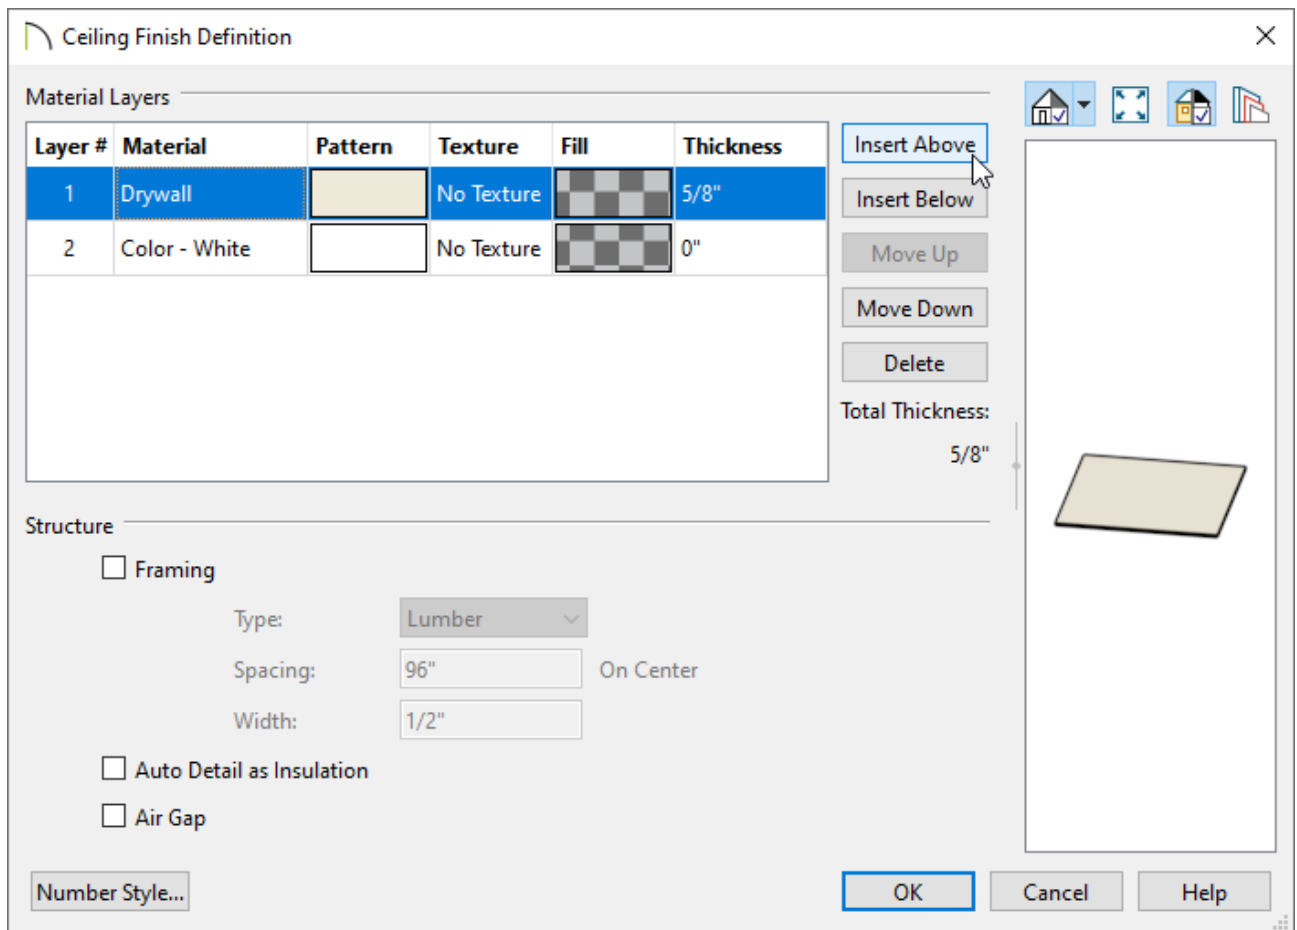 Ceiling Finish Definition
Material Layers
Layer # Material Pattern Texture Fill Thickness
1 Drywall No Texture 5/8"
2 Color - White No Texture 0"
Insert Above
Insert Below
Move Up
Move Down
Delete
Total Thickness:
5/8"
Structure
Framing
Type: Lumber
Spacing: 96" On Center
Width: 1/2"
Auto Detail as Insulation
Air Gap
Number Style... OK Cancel Help